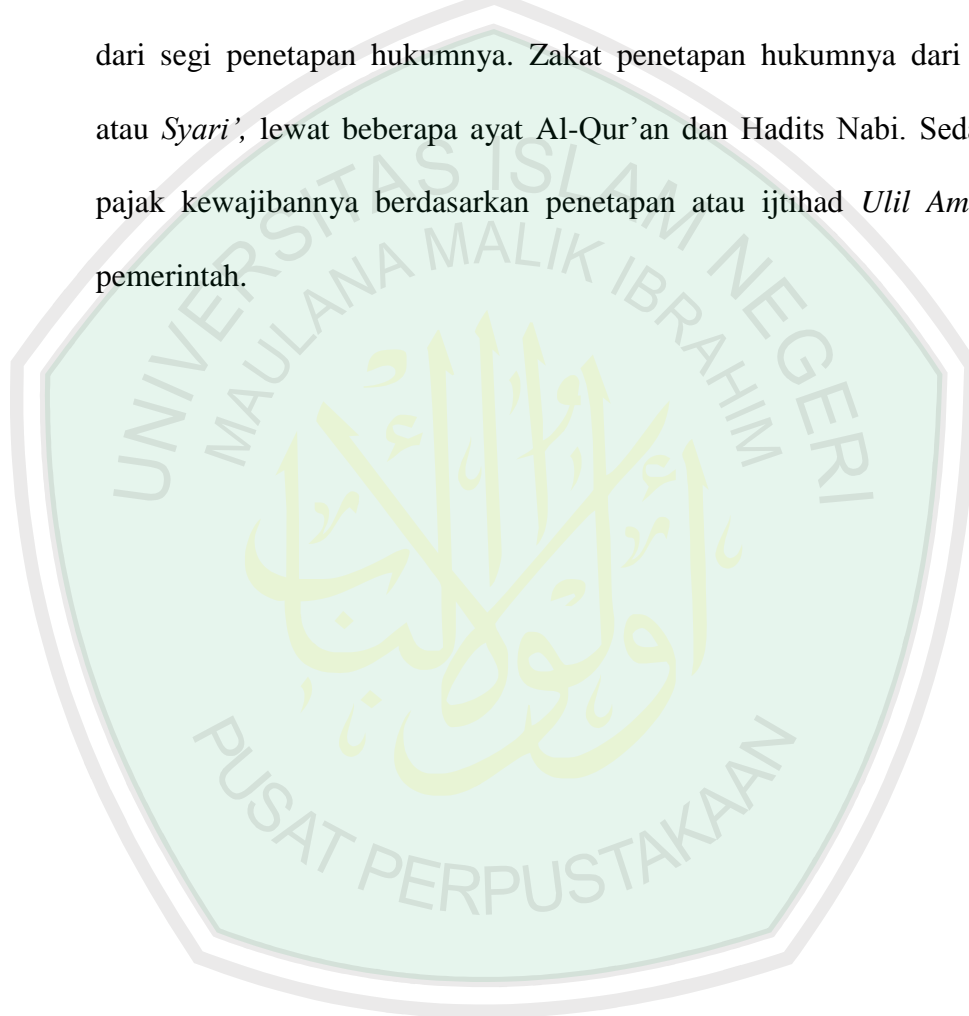 dari segi penetapan hukumnya. Zakat penetapan hukumnya dari
atau Syari’, lewat beberapa ayat Al-Qur’an dan Hadits Nabi.
pajak kewajibannya berdasarkan penetapan atau ijtihad Ulil
pemerintah.
UNIVERSITAS ISLAM NEGERI
MAULANA MALIK IBRAHIM
PUSAT PERPUSTAKAAN